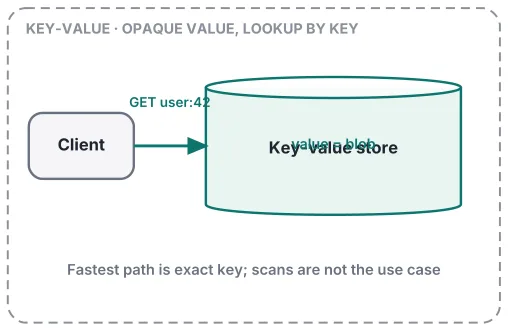 KEY-VALUE · OPAQUE VALUE, LOOKUP BY KEY
GET user:42
Client
value = blob
Key-value store
Fastest path is exact key; scans are not the use case